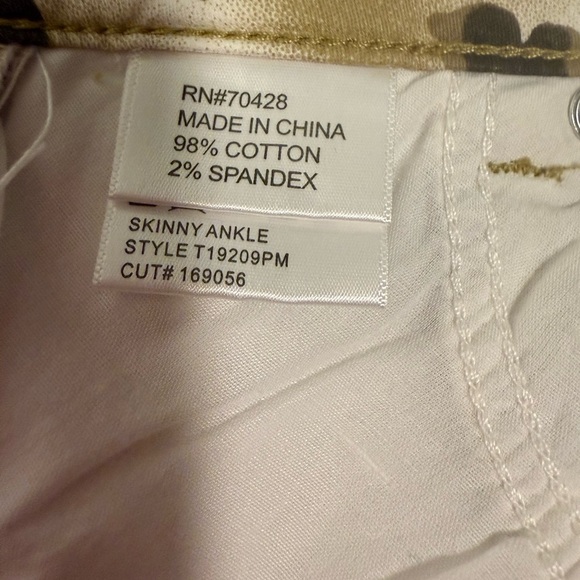 RN#70428
MADE IN CHINA
98% COTTON
2% SPANDEX
SKINNY ANKLE
STYLE T19209PM
CUT# 169056